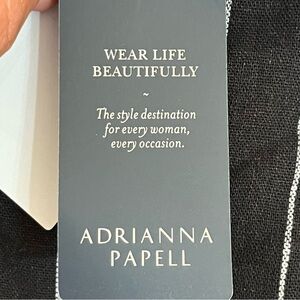 WEAR LIFE
BEAUTIFULLY
~
The style destination
for every woman,
every occasion.
ADRIANNA
PAPELL